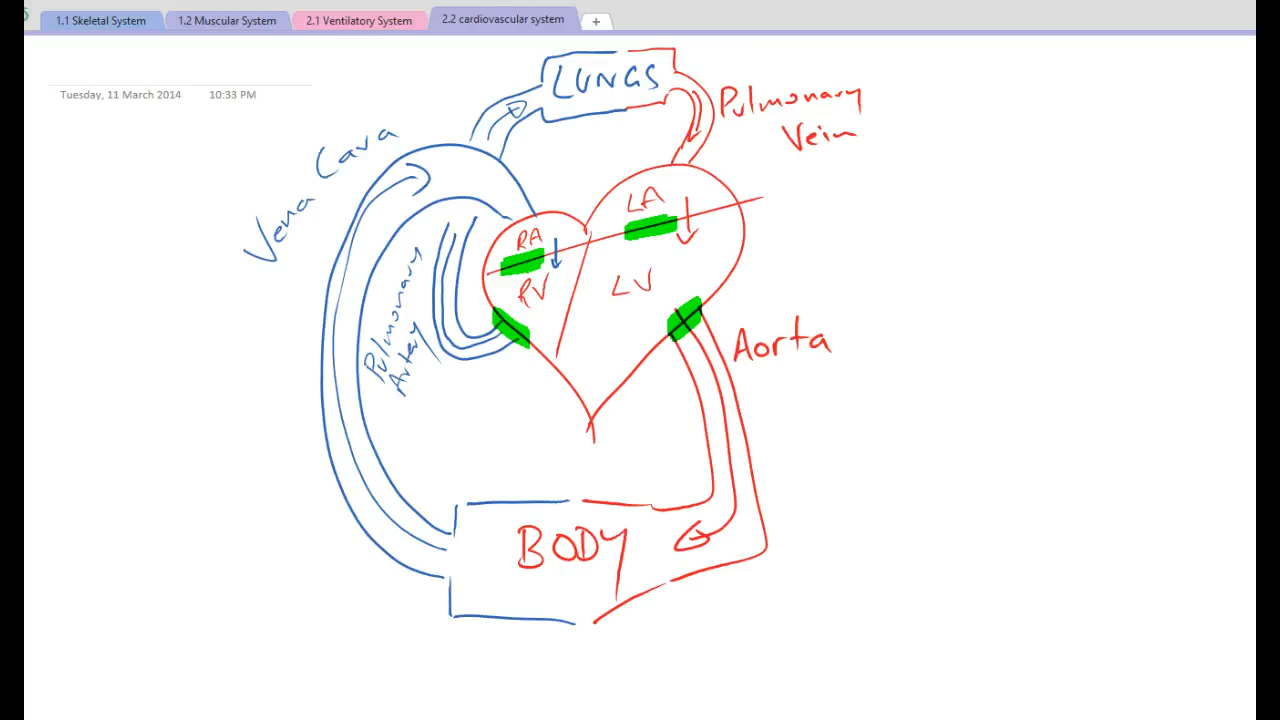 1.1 Skeletal System
1.2 Muscular System
2.1 Ventilatory System
2.2 cardiovascular system
+
Tuesday, 11 March 2014
10:33 PM
LUNGS
Pulmonary
Vein
Vena Cava
LA
RA
RV
LV
Pulmonary
Artery
Aorta
BODY